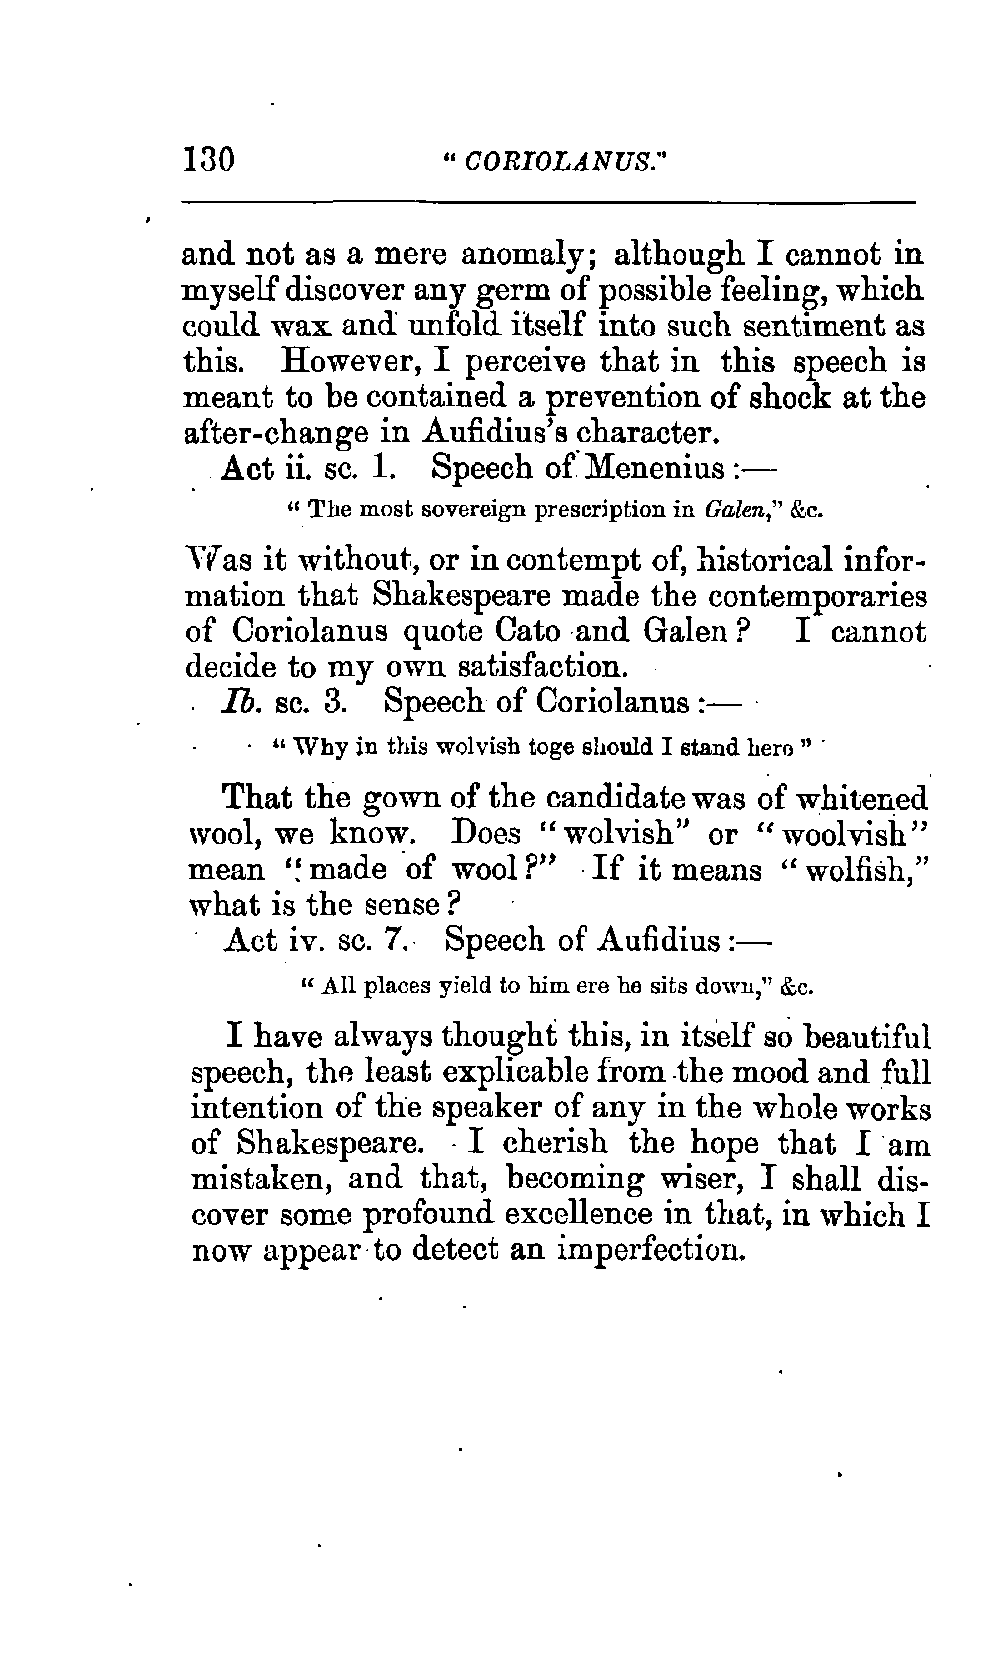 130 "CORIOLANUS."
and not as a mere anomaly; although I cannot in
myself discover any germ of possible feeling, which
could wax and unfold itself into such sentiment as
this. However, I perceive that in this speech is
meant to be contained a prevention of shock at the
after-change in Aufidius's character.
Act ii. sc. 1. Speech of Menenius :—
"The most sovereign prescription in Galen," &c.
Was it without, or in contempt of, historical infor-
mation that Shakespeare made the contemporaries
of Coriolanus quote Cato and Galen? I cannot
decide to my own satisfaction.
Ib. sc. 3. Speech of Coriolanus :—
"Why in this wolvish toge should I stand here"
That the gown of the candidate was of whitened
wool, we know. Does "wolvish" or "woolvish"
mean "made of wool?" If it means "wolfish,"
what is the sense?
Act iv. sc. 7. Speech of Aufidius :—
"All places yield to him ere he sits down," &c.
I have always thought this, in itself so beautiful
speech, the least explicable from the mood and full
intention of the speaker of any in the whole works
of Shakespeare. I cherish the hope that I am
mistaken, and that, becoming wiser, I shall dis-
cover some profound excellence in that, in which I
now appear to detect an imperfection.